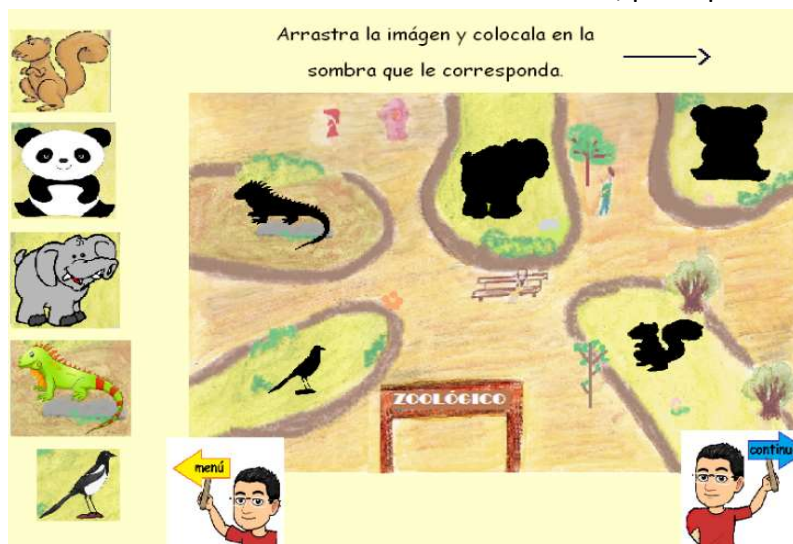 Arrastra la imágen y colocala en la
sombra que le corresponda.
ZOOLÓGICO
menú
continu